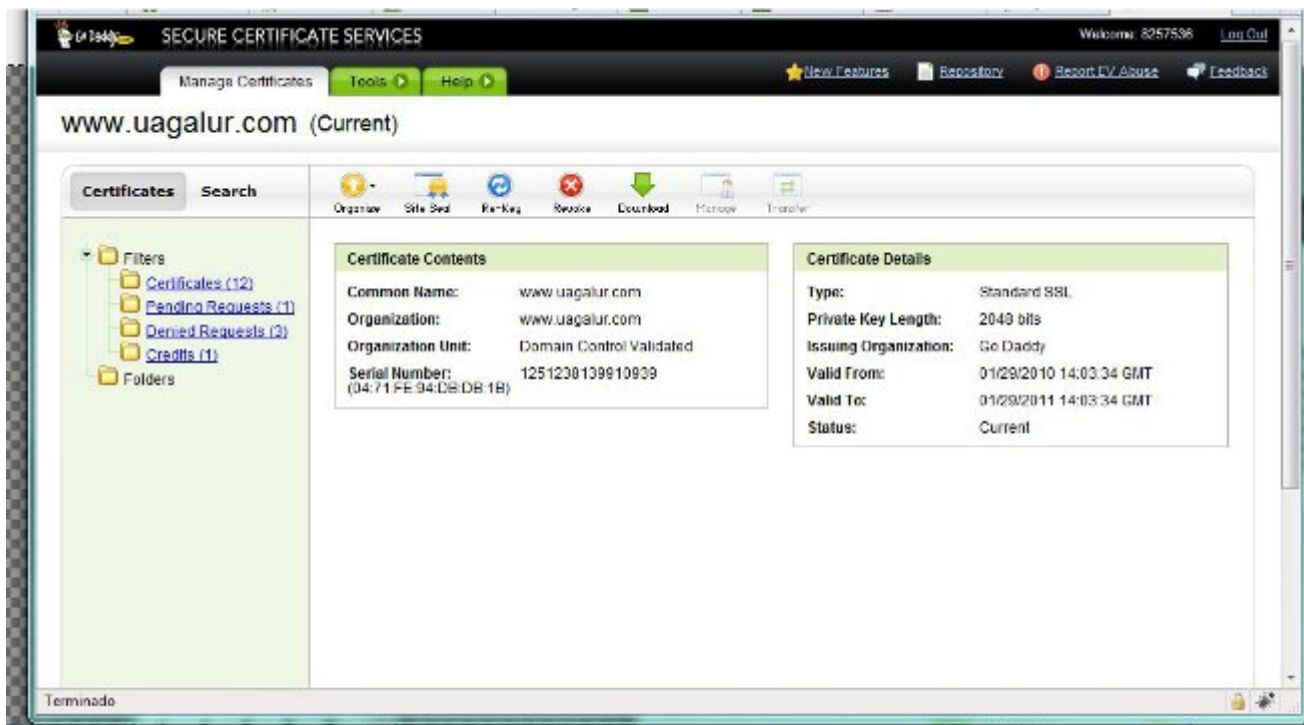 Go Daddy SECURE CERTIFICATE SERVICES Welcome: 8257536 Log Out
Manage Certificates Tools Help New Features Repository Report EV Abuse Feedback
www.uagalur.com (Current)
Certificates Search
Organize Site Seal Re-Key Revoke Download Manage Transfer
Filters
Certificates (12)
Pending Requests (1)
Denied Requests (3)
Credits (1)
Folders
Certificate Contents
Common Name: www.uagalur.com
Organization: www.uagalur.com
Organization Unit: Domain Control Validated
Serial Number: 1251238139910939
(04:71:FE:94:DB:DB:1B)
Certificate Details
Type: Standard SSL
Private Key Length: 2048 bits
Issuing Organization: Go Daddy
Valid From: 01/29/2010 14:03:34 GMT
Valid To: 01/29/2011 14:03:34 GMT
Status: Current
Terminado